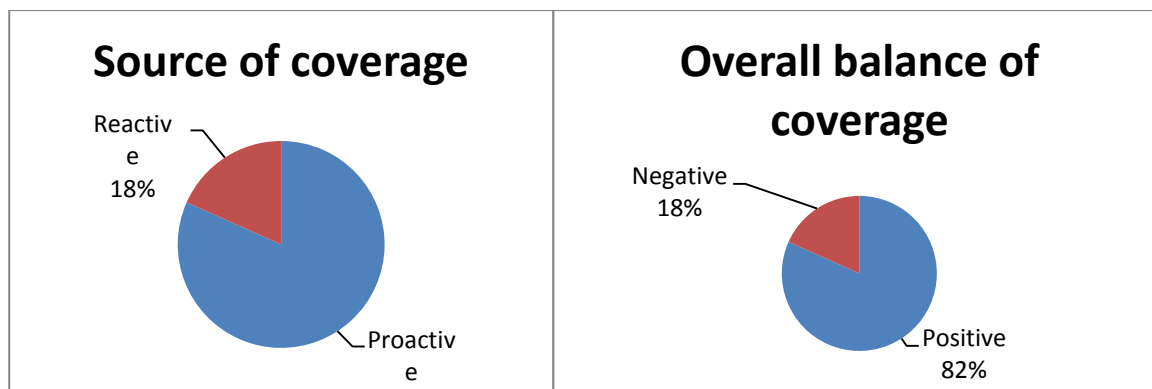 Source of coverage
Reactiv
e
18%
Proactiv
e
Overall balance of
coverage
Negative
18%
Positive
82%